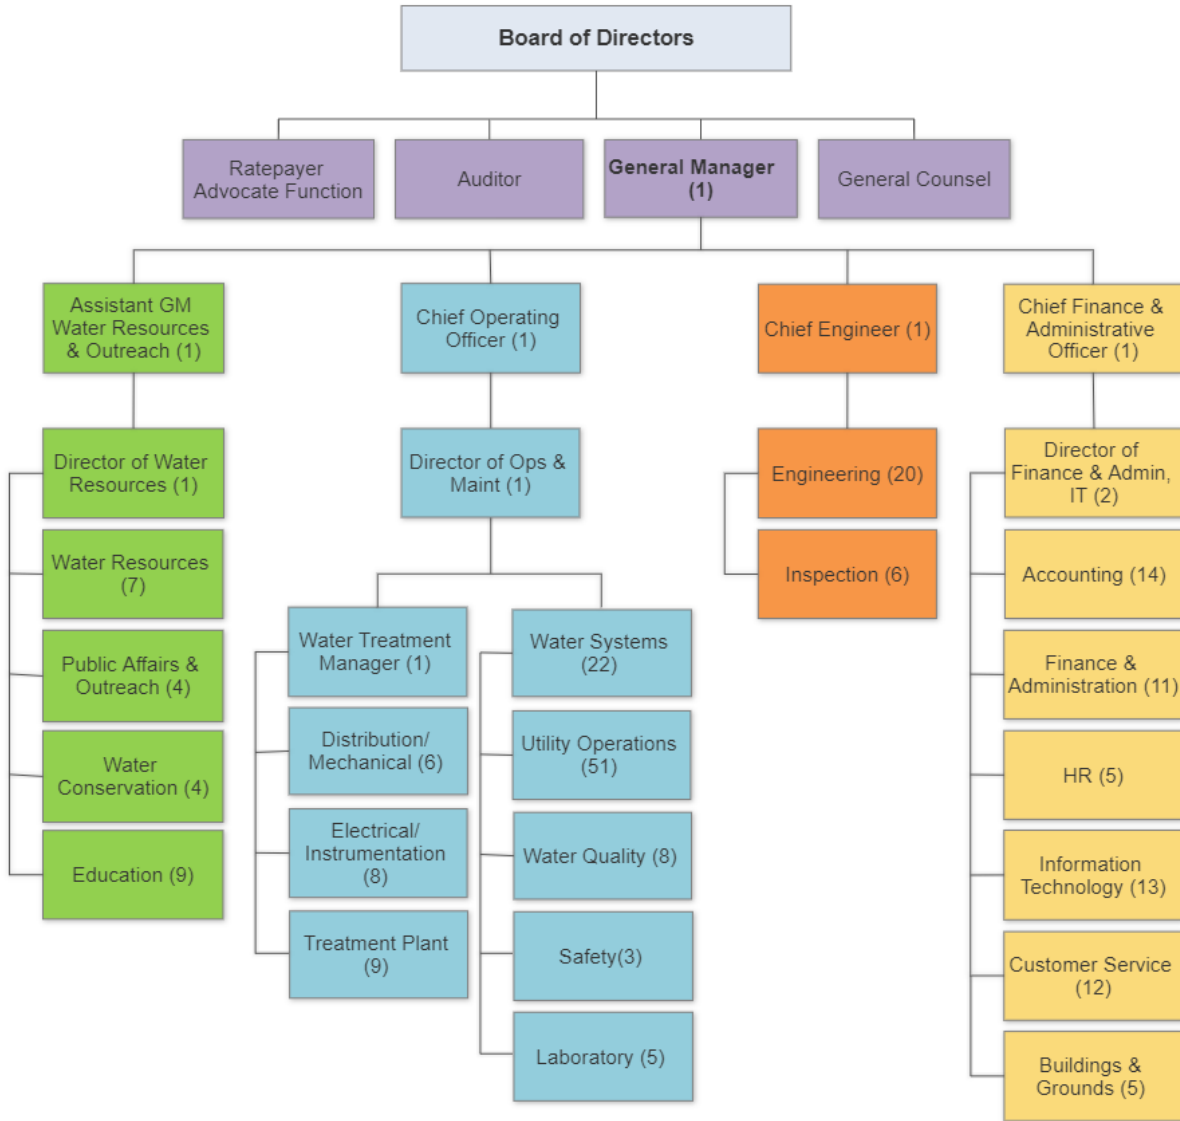 Board of Directors
Ratepayer
Advocate Function
Auditor
General Manager
(1)
General Counsel
Assistant GM
Water Resources
& Outreach (1)
Chief Operating
Officer (1)
Chief Engineer (1)
Chief Finance &
Administrative
Officer (1)
Director of Water
Resources (1)
Water Resources
(7)
Public Affairs &
Outreach (4)
Water
Conservation (4)
Education (9)
Director of Ops &
Maint (1)
Water Treatment
Manager (1)
Distribution/
Mechanical (6)
Electrical/
Instrumentation
(8)
Treatment Plant
(9)
Water Systems
(22)
Utility Operations
(51)
Water Quality (8)
Safety(3)
Laboratory (5)
Engineering (20)
Inspection (6)
Director of
Finance & Admin,
IT (2)
Accounting (14)
Finance &
Administration (11)
HR (5)
Information
Technology (13)
Customer Service
(12)
Buildings &
Grounds (5)